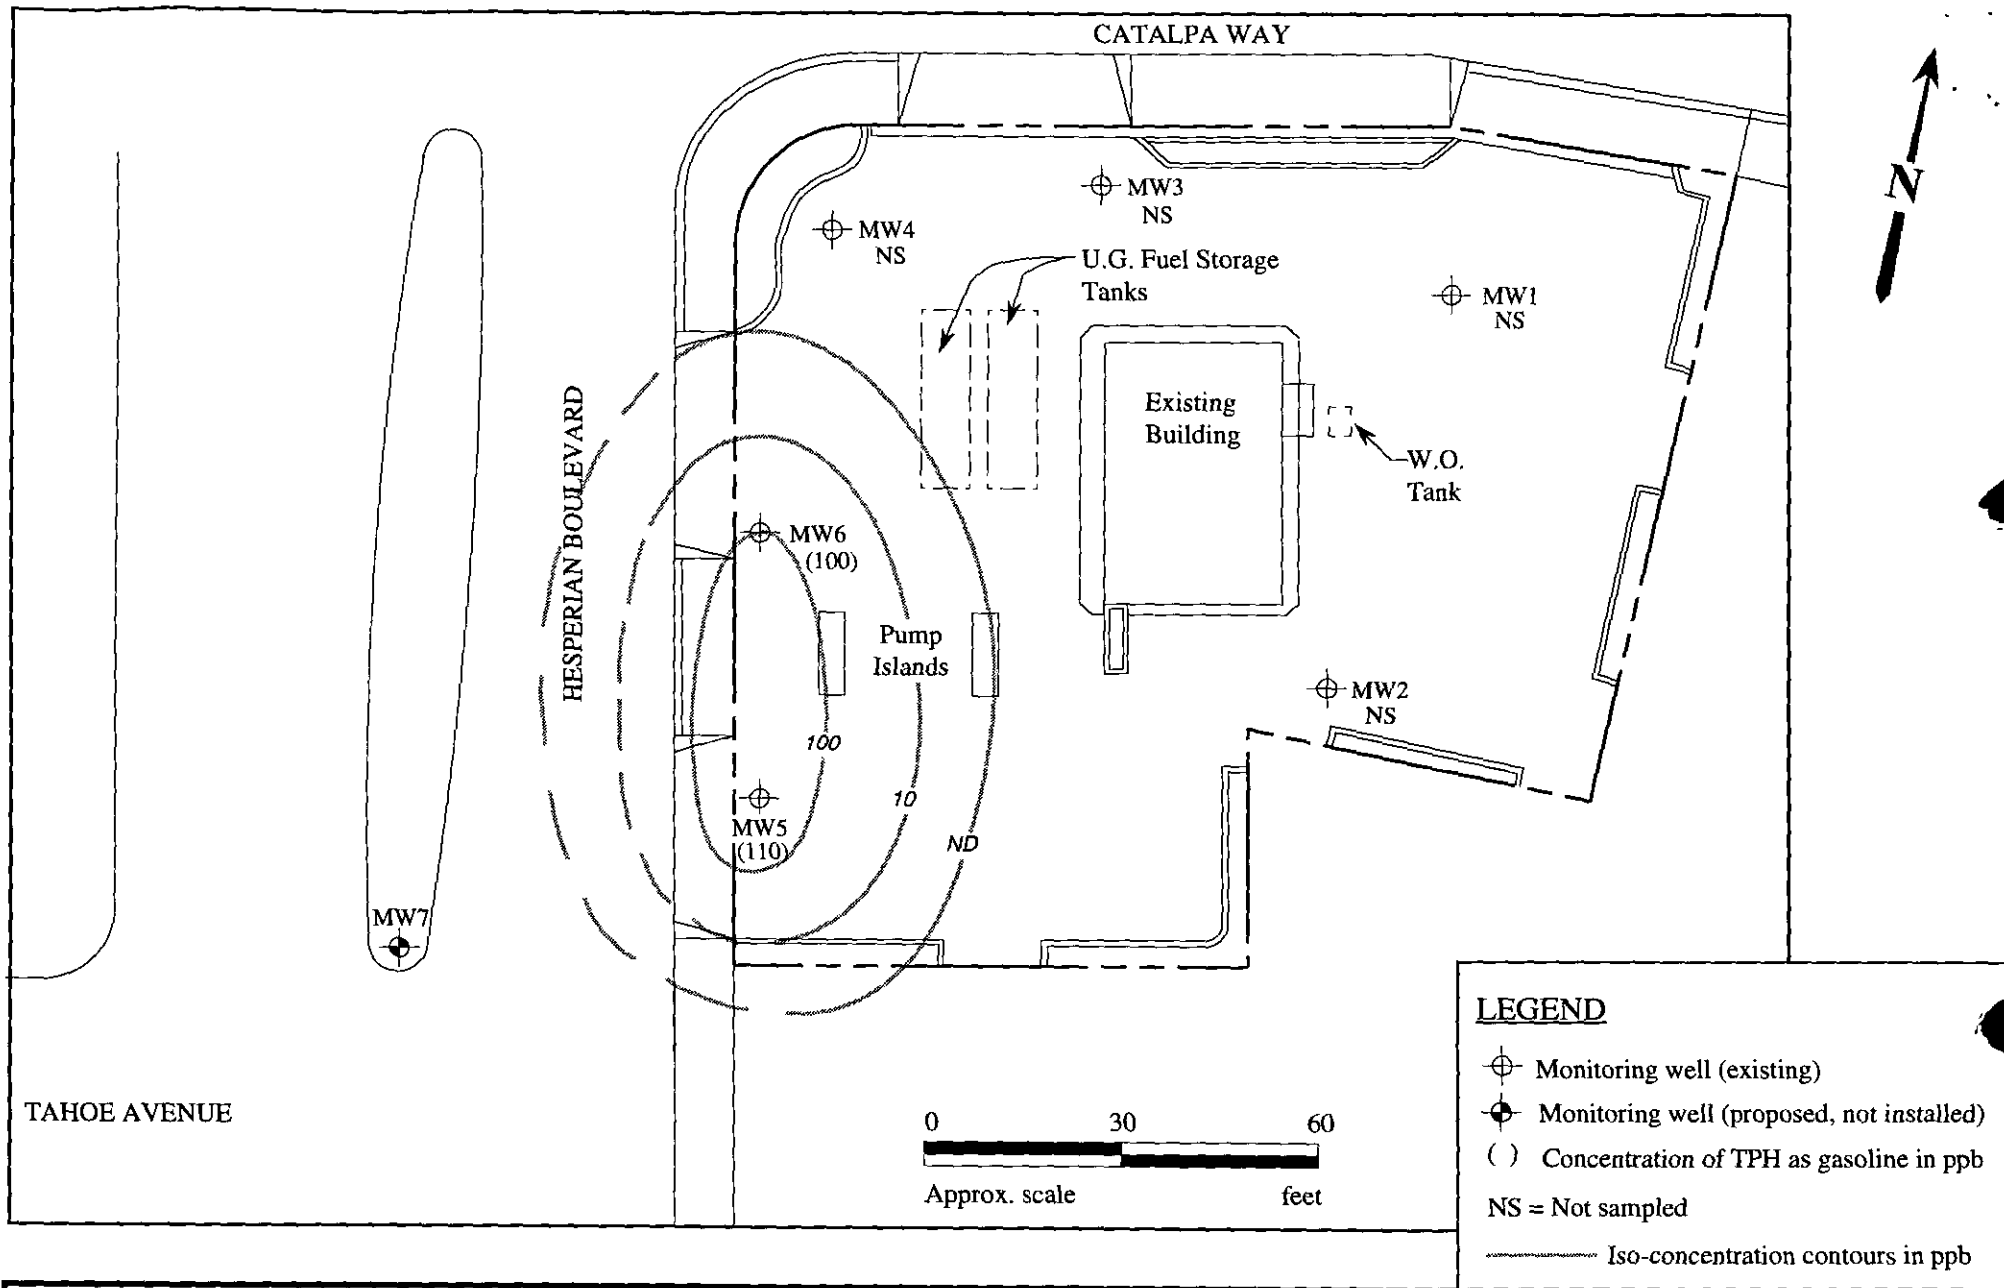 CATALPA WAY
N
MW3
NS
MW4
NS
U.G. Fuel Storage
Tanks
MW1
NS
HESPERIAN BOULEVARD
Existing
Building
W.O.
Tank
MW6
(100)
Pump
Islands
MW2
NS
100
10
MW5
(110)
ND
MW7
TAHOE AVENUE
0 30 60
Approx. scale feet
LEGEND
Monitoring well (existing)
Monitoring well (proposed, not installed)
( ) Concentration of TPH as gasoline in ppb
NS = Not sampled
Iso-concentration contours in ppb